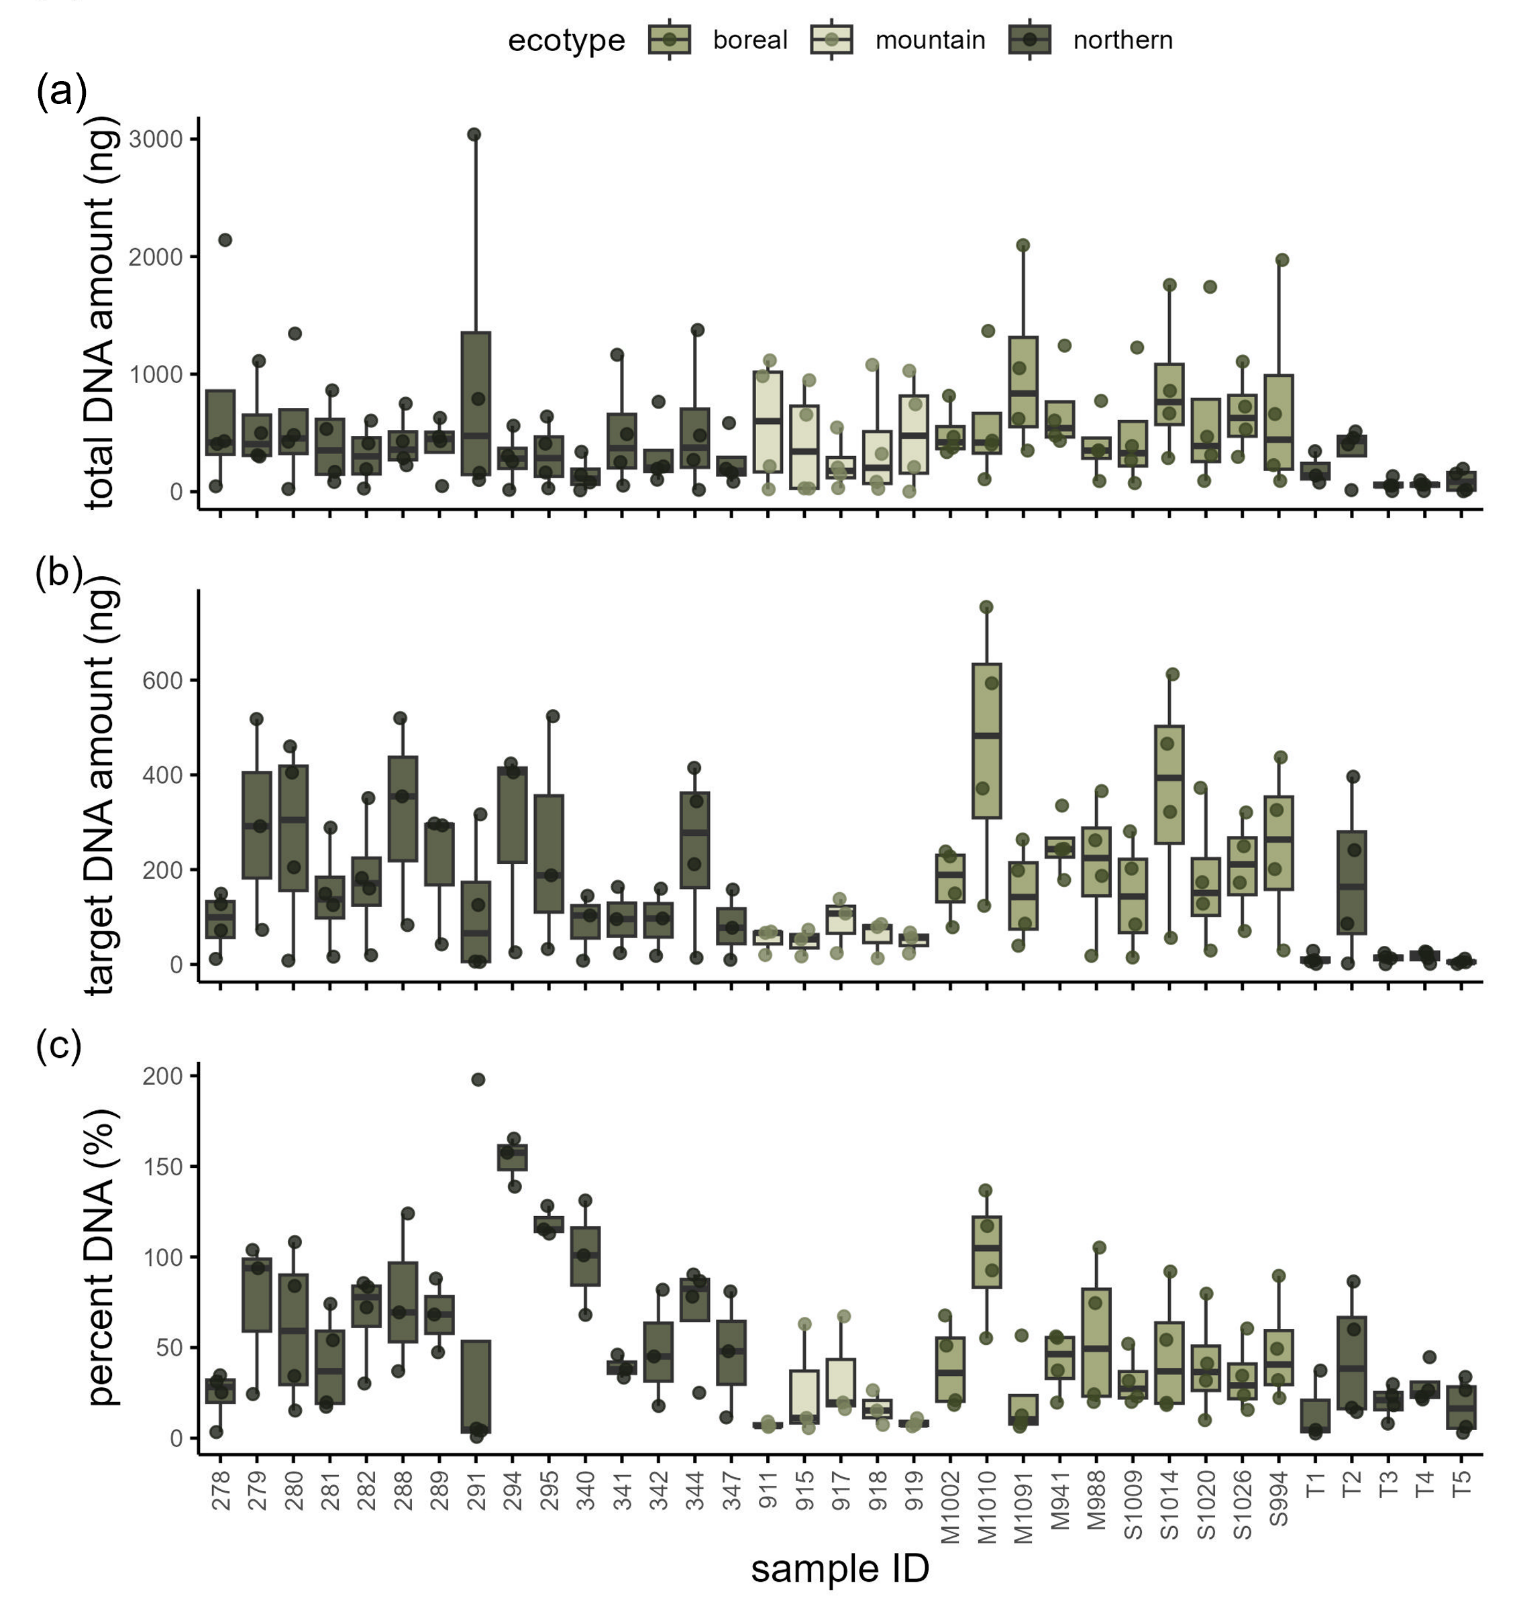 ecotype boreal mountain northern
(a)
total DNA amount (ng)
3000
2000
1000
0
(b)
target DNA amount (ng)
600
400
200
0
(c)
percent DNA (%)
200
150
100
50
0
278 279 280 281 282 288 289 291 294 295 340 341 342 344 347 911 915 917 918 919 M1002 M1010 M1091 M941 M988 S1009 S1014 S1020 S1026 S994 T1 T2 T3 T4 T5
sample ID